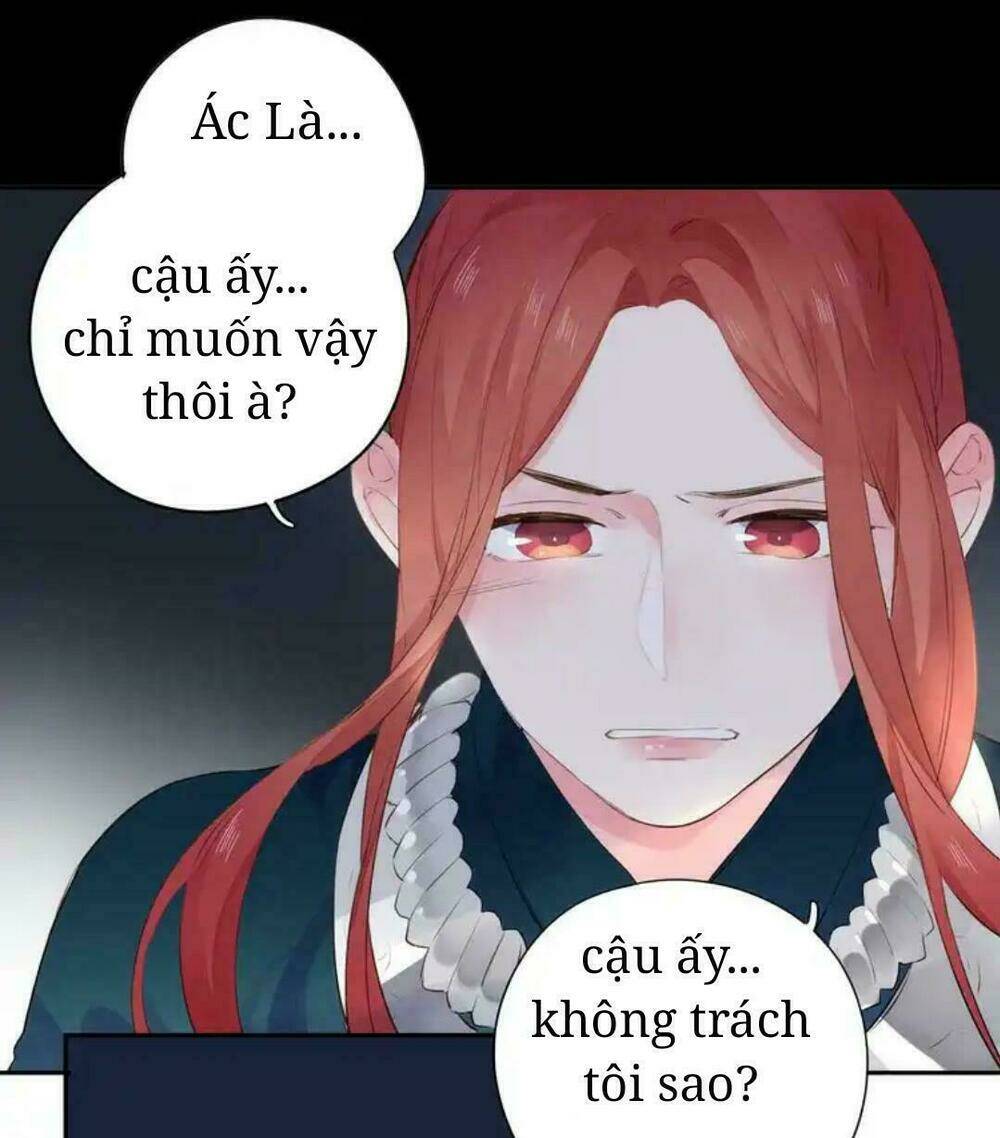 Ác Là...
cậu ấy...
chỉ muốn vậy
thôi à?
cậu ấy...
không trách
tôi sao?